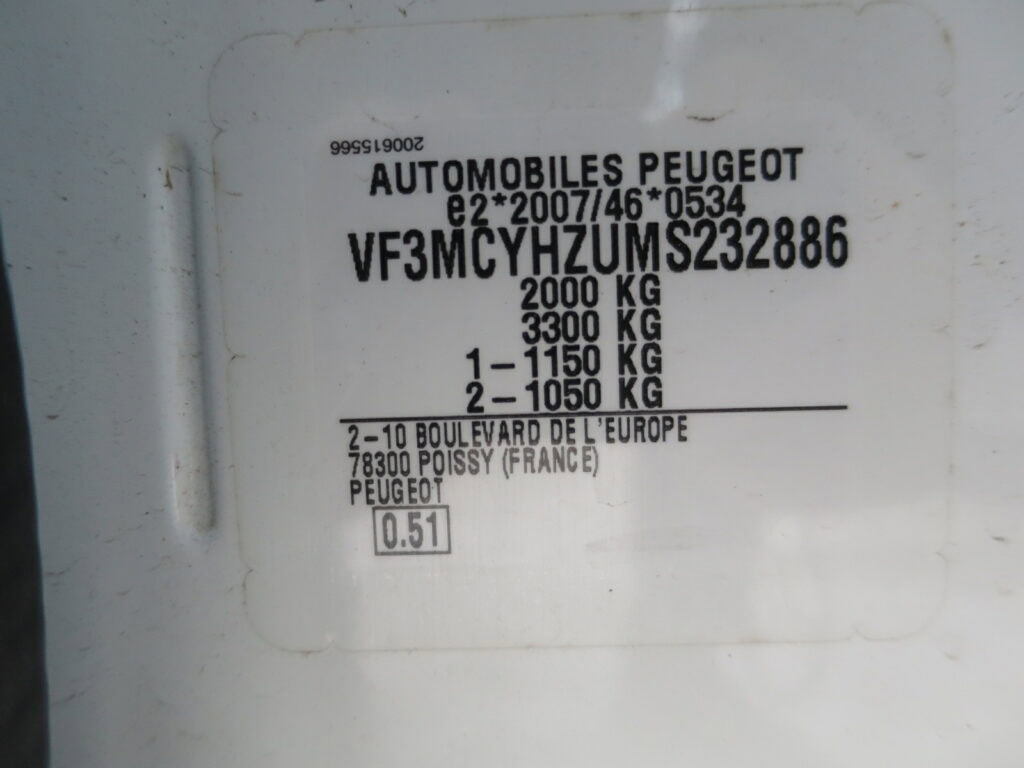 200615566
AUTOMOBILES PEUGEOT
e2*2007/46*0534
VF3MCYHZUMS232886
2000 KG
3300 KG
1-1150 KG
2-1050 KG
2-10 BOULEVARD DE L'EUROPE
78300 POISSY (FRANCE)
PEUGEOT
0.51